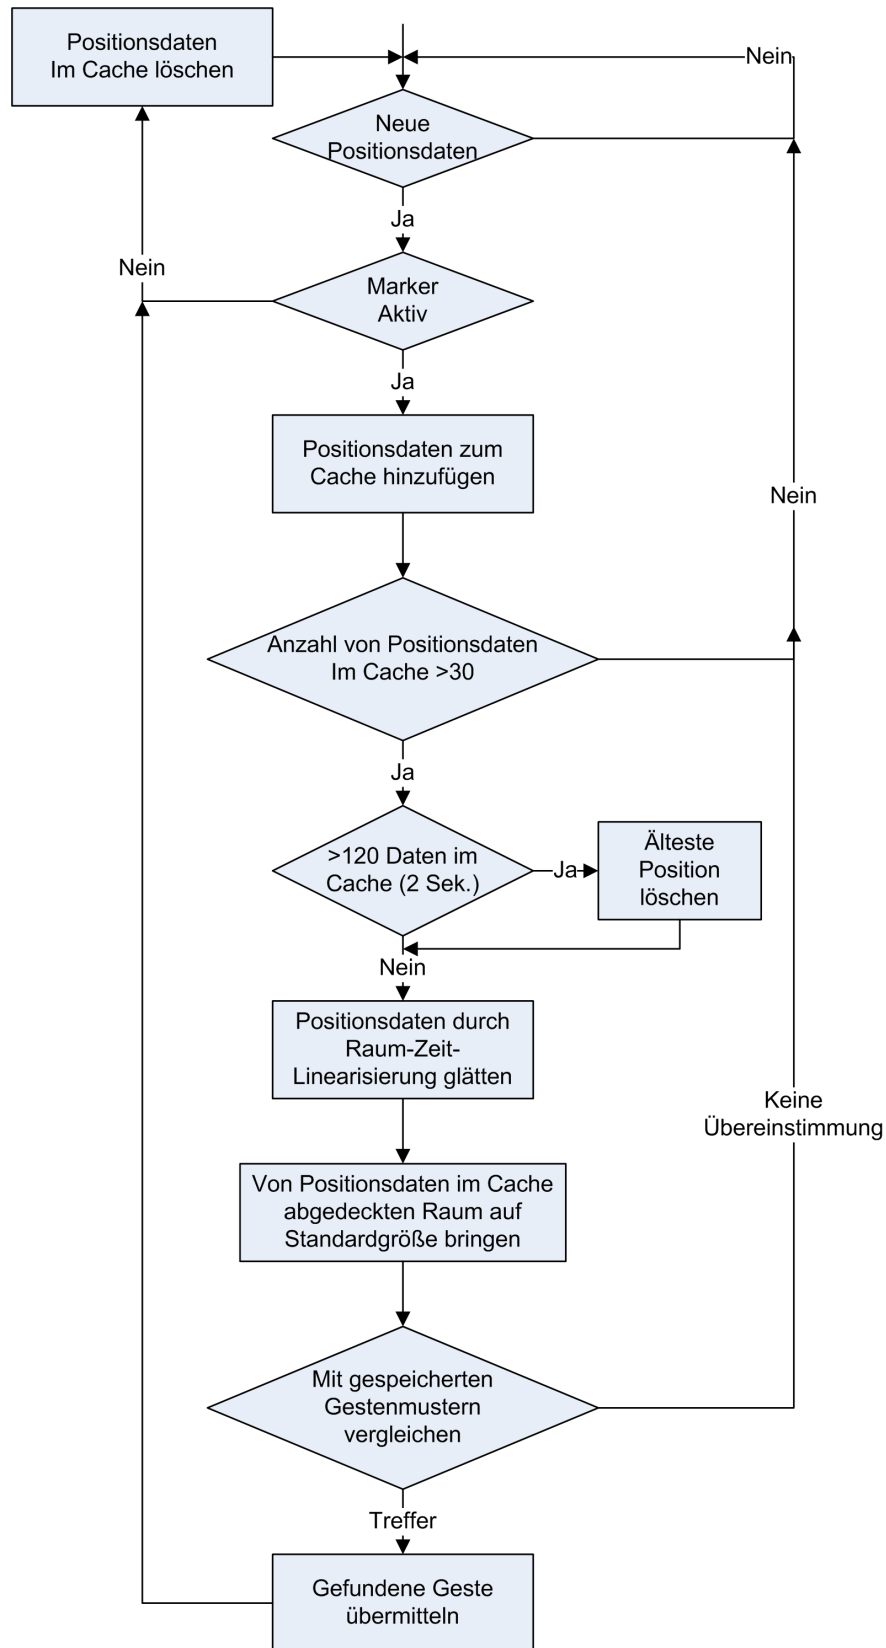 Positionsdaten
Im Cache löschen
Nein
Neue
Positionsdaten
Ja
Nein
Marker
Aktiv
Ja
Positionsdaten zum
Cache hinzufügen
Nein
Anzahl von Positionsdaten
Im Cache >30
Ja
>120 Daten im
Cache (2 Sek.)
Ja
Älteste
Position
löschen
Nein
Positionsdaten durch
Raum-Zeit-
Linearisierung glätten
Keine
Übereinstimmung
Von Positionsdaten im Cache
abgedeckten Raum auf
Standardgröße bringen
Mit gespeicherten
Gestenmustern
vergleichen
Treffer
Gefundene Geste
übermitteln